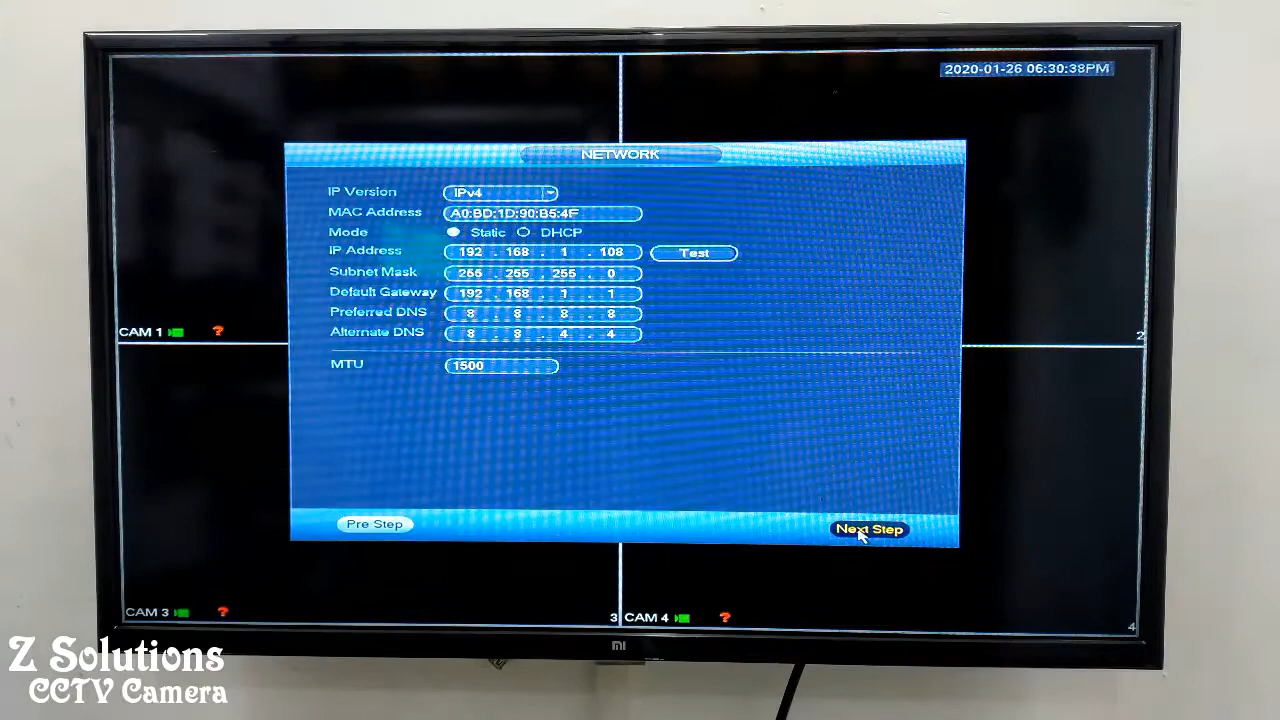 2020-01-26 06:30:38PM
NETWORK
IP Version IPv4
MAC Address A0:BD:1D:90:B5:4F
Mode Static DHCP
IP Address 192 . 168 . 1 . 108 Test
Subnet Mask 255 . 255 . 255 . 0
Default Gateway 192 . 168 . 1 . 1
Preferred DNS 8 . 8 . 8 . 8
Alternate DNS 8 . 8 . 4 . 4
MTU 1500
CAM 1 ? 2
Pre Step Next Step
CAM 3 ? 3 CAM 4 ? 4
mi
Z Solutions
CCTV Camera